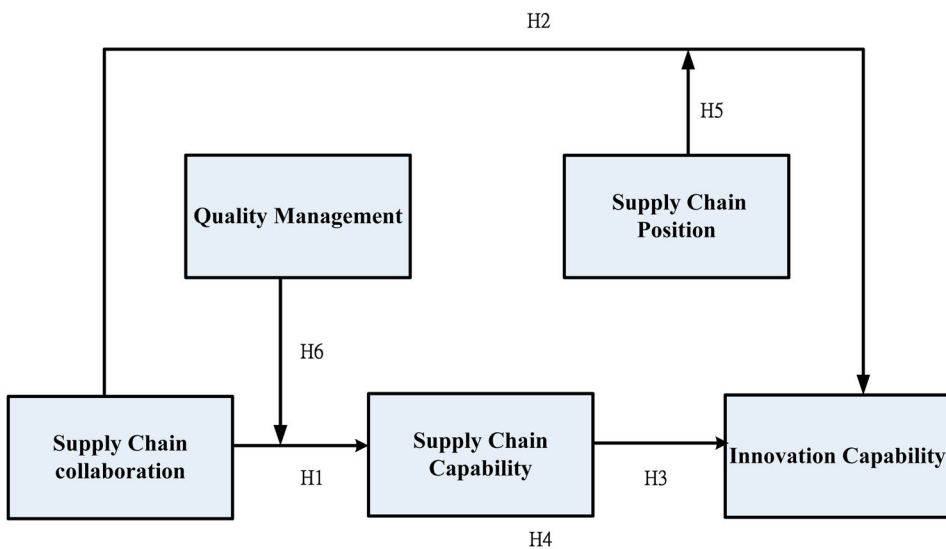 H2
H5
Quality Management
Supply Chain
Position
H6
Supply Chain
collaboration
H1
Supply Chain
Capability
H3
Innovation Capability
H4